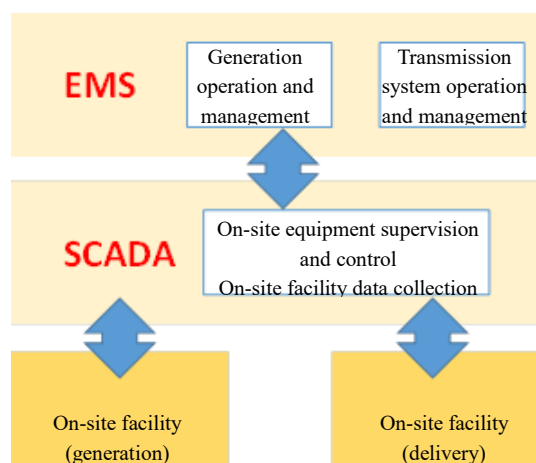 EMS
Generation
operation and
management
Transmission
system operation
and management
SCADA
On-site equipment supervision
and control
On-site facility data collection
On-site facility
(generation)
On-site facility
(delivery)